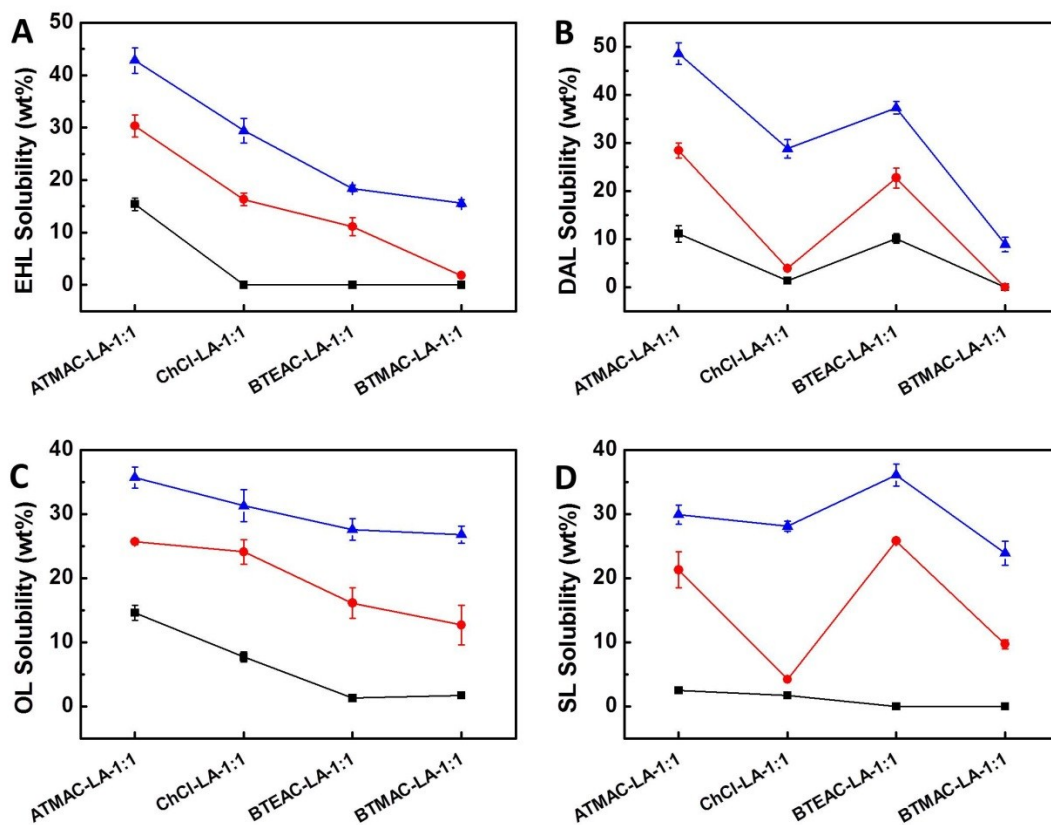 A
EHL Solubility (wt%)
50
40
30
20
10
0
ATMAC-LA-1:1
ChCl-LA-1:1
BTEAC-LA-1:1
BTMAC-LA-1:1
B
DAL Solubility (wt%)
50
40
30
20
10
0
ATMAC-LA-1:1
ChCl-LA-1:1
BTEAC-LA-1:1
BTMAC-LA-1:1
C
OL Solubility (wt%)
40
30
20
10
0
ATMAC-LA-1:1
ChCl-LA-1:1
BTEAC-LA-1:1
BTMAC-LA-1:1
D
SL Solubility (wt%)
40
30
20
10
0
ATMAC-LA-1:1
ChCl-LA-1:1
BTEAC-LA-1:1
BTMAC-LA-1:1